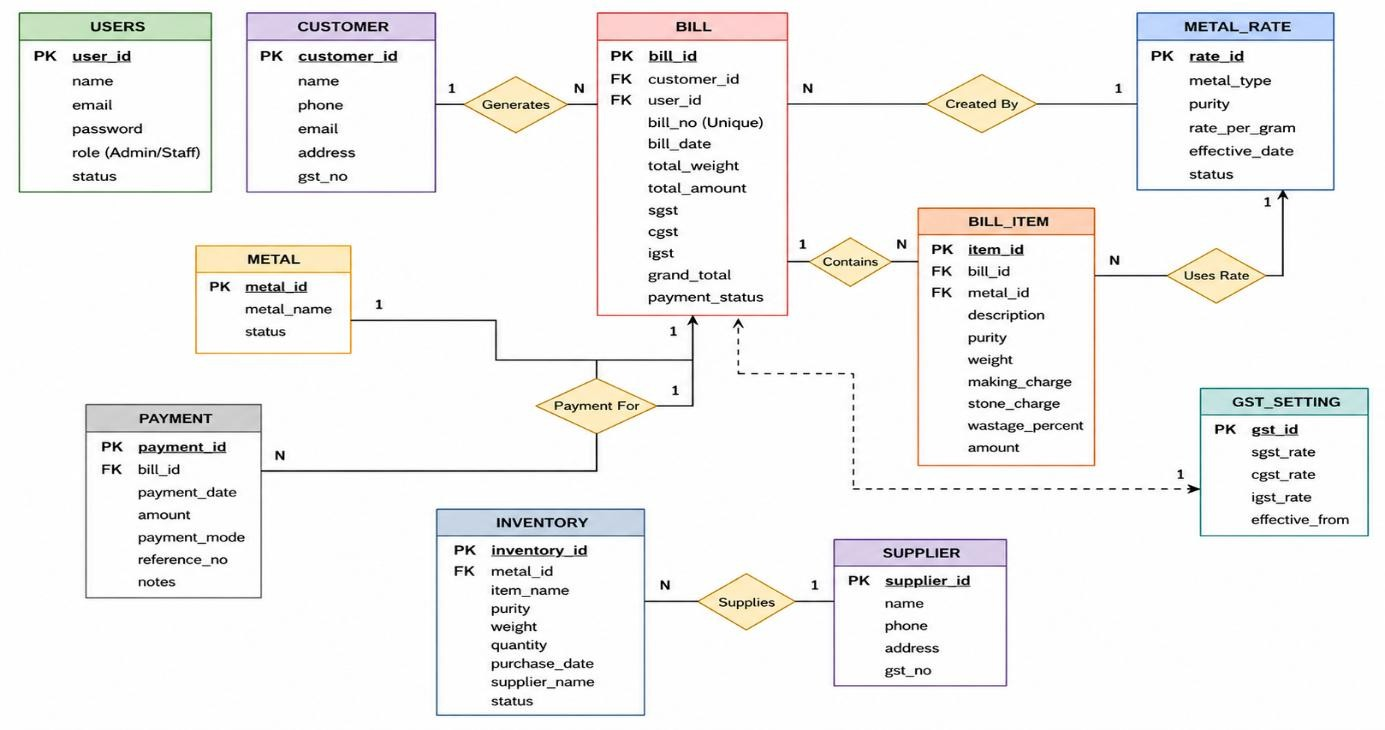 USERS
PK user_id
name
email
password
role (Admin/Staff)
status
CUSTOMER
PK customer_id
name
phone
email
address
gst_no
1
Generates
N
BILL
PK bill_id
FK customer_id
FK user_id
bill_no (Unique)
bill_date
total_weight
total_amount
sgst
cgst
igst
grand_total
payment_status
N
Created By
1
METAL_RATE
PK rate_id
metal_type
purity
rate_per_gram
effective_date
status
1
1
Contains
N
BILL_ITEM
PK item_id
FK bill_id
FK metal_id
description
purity
weight
making_charge
stone_charge
wastage_percent
amount
N
Uses Rate
METAL
PK metal_id
metal_name
status
1
1
Payment For
1
PAYMENT
PK payment_id
FK bill_id
payment_date
amount
payment_mode
reference_no
notes
N
GST_SETTING
PK gst_id
sgst_rate
cgst_rate
igst_rate
effective_from
1
INVENTORY
PK inventory_id
FK metal_id
item_name
purity
weight
quantity
purchase_date
supplier_name
status
N
Supplies
1
SUPPLIER
PK supplier_id
name
phone
address
gst_no